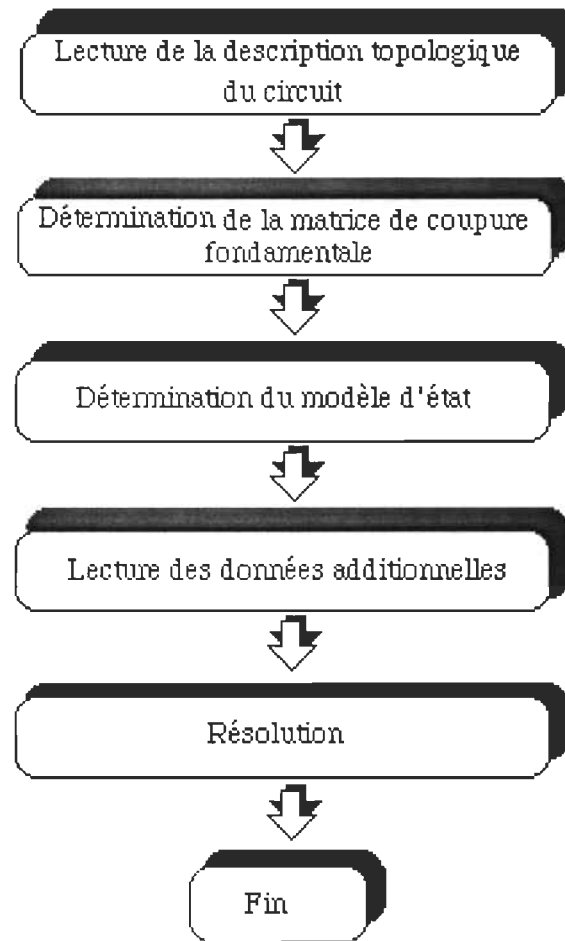 Lecture de la description topologique
du circuit
Détermination de la matrice de coupure
fondamentale
Détermination du modèle d'état
Lecture des données additionnelles
Résolution
Fin